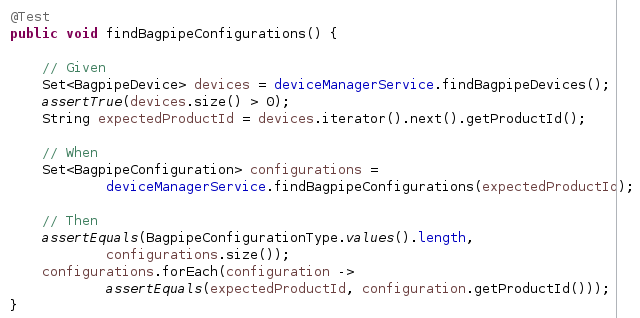 @Test
public void findBagpipeConfigurations() {
// Given
Set<BagpipeDevice> devices = deviceManagerService.findBagpipeDevices();
assertTrue(devices.size() > 0);
String expectedProductId = devices.iterator().next().getProductId();
// When
Set<BagpipeConfiguration> configurations =
deviceManagerService.findBagpipeConfigurations(expectedProductId);
// Then
assertEquals(BagpipeConfigurationType.values().length,
configurations.size());
configurations.forEach(configuration ->
assertEquals(expectedProductId, configuration.getProductId()));
}